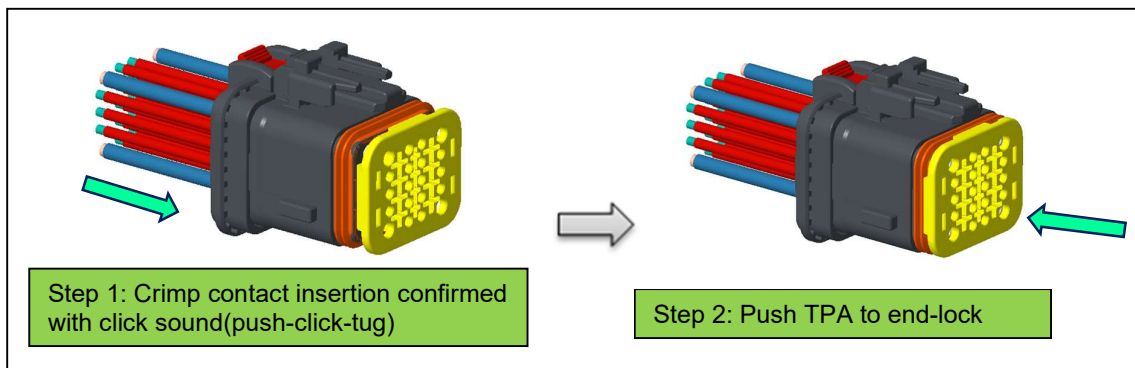 Step 1: Crimp contact insertion confirmed
with click sound(push-click-tug)
Step 2: Push TPA to end-lock